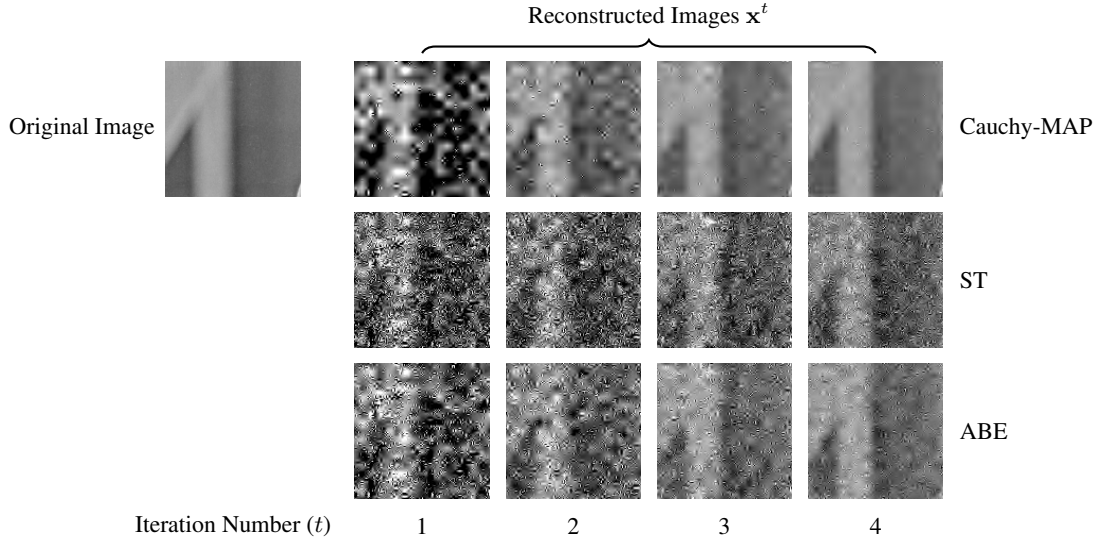 Reconstructed Images x^t
Original Image
Cauchy-MAP
ST
ABE
Iteration Number (t) 1 2 3 4